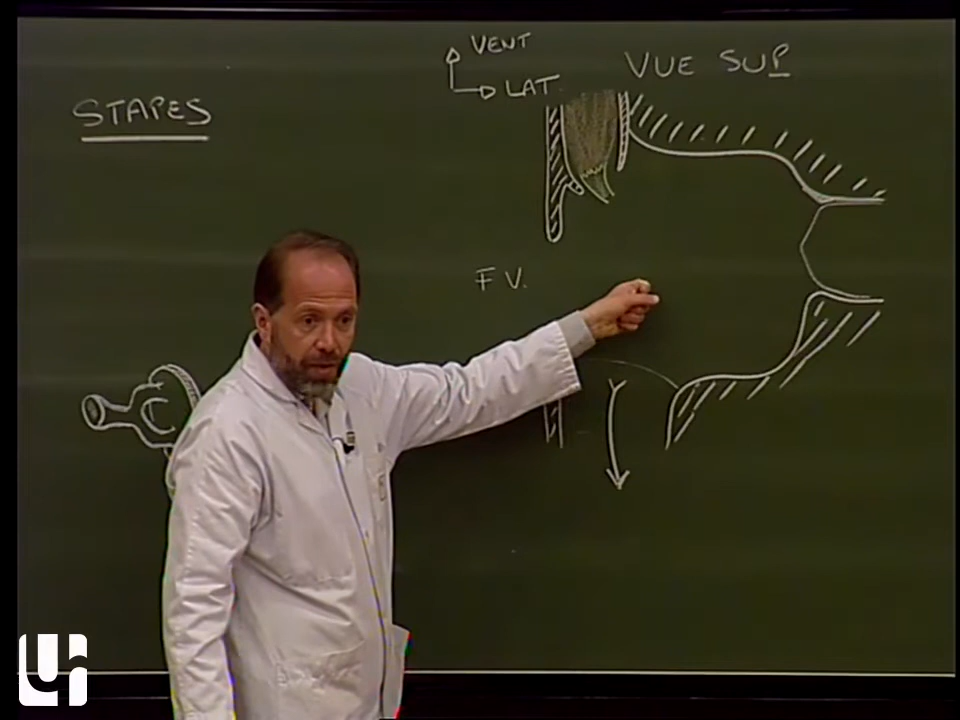 VENT
LAT.
VUE SUP
STAPES
F V.